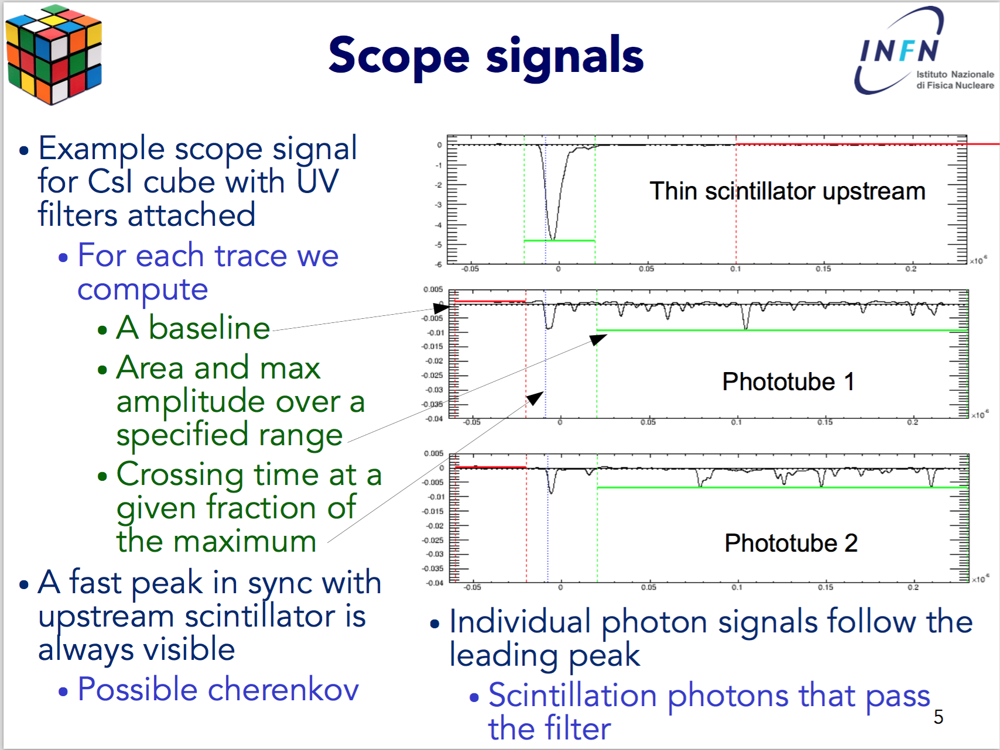 Scope signals
INFN
Istituto Nazionale
di Fisica Nucleare
• Example scope signal
for CsI cube with UV
filters attached
• For each trace we
compute
• A baseline
• Area and max
amplitude over a
specified range
• Crossing time at a
given fraction of
the maximum
• A fast peak in sync with
upstream scintillator is
always visible
• Possible cherenkov
0
-1
-2
-3
-4
-5
-6
Thin scintillator upstream
-0.05 0 0.05 0.1 0.15 0.2
×10⁻⁶
0.005
0
-0.005
-0.01
-0.015
-0.02
-0.025
-0.03
-0.035
-0.04
Phototube 1
-0.05 0 0.05 0.1 0.15 0.2
×10⁻⁶
0.005
0
-0.005
-0.01
-0.015
-0.02
-0.025
-0.03
-0.035
-0.04
Phototube 2
-0.05 0 0.05 0.1 0.15 0.2
×10⁻⁶
• Individual photon signals follow the
leading peak
• Scintillation photons that pass
the filter
5